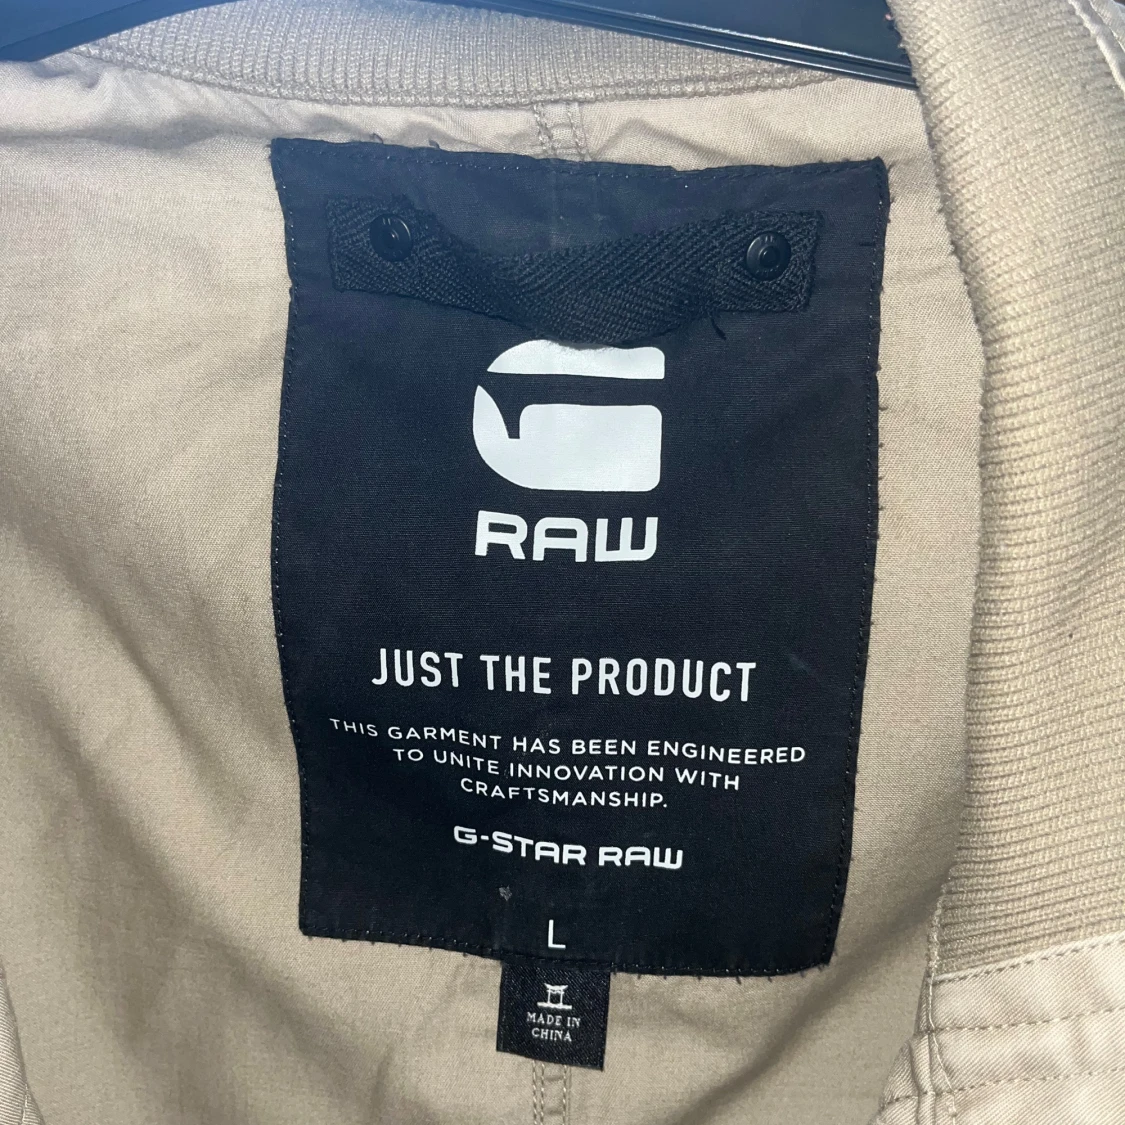 G
RAW
JUST THE PRODUCT
THIS GARMENT HAS BEEN ENGINEERED
TO UNITE INNOVATION WITH
CRAFTSMANSHIP.
G-STAR RAW
L
MADE IN
CHINA